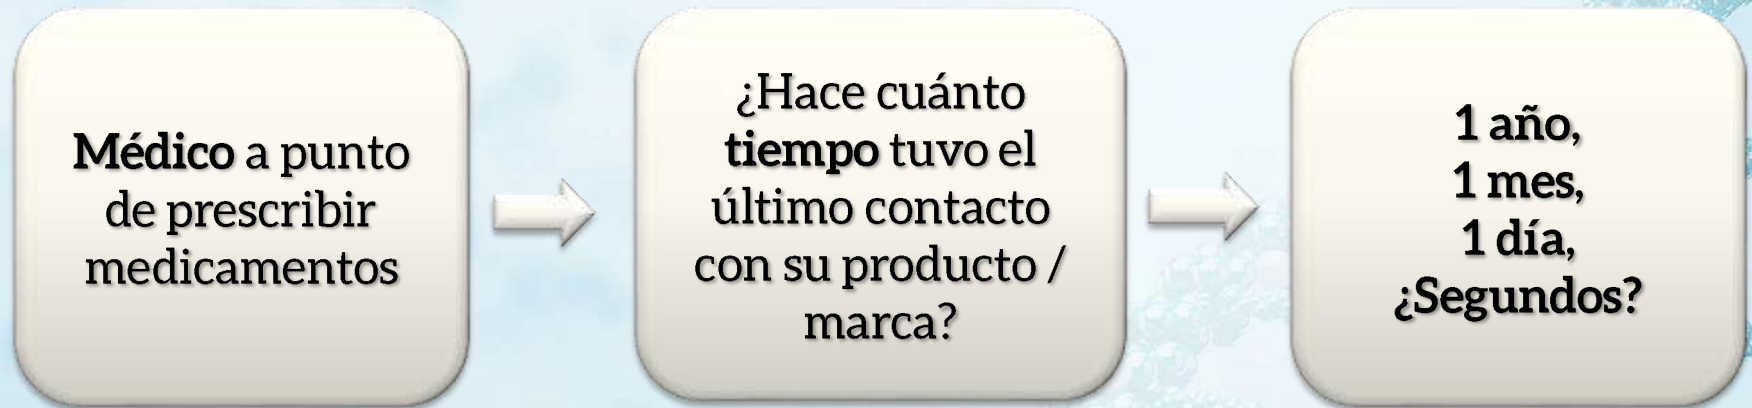 Médico a punto
de prescribir
medicamentos
¿Hace cuánto
tiempo tuvo el
último contacto
con su producto /
marca?
1 año,
1 mes,
1 día,
¿Segundos?